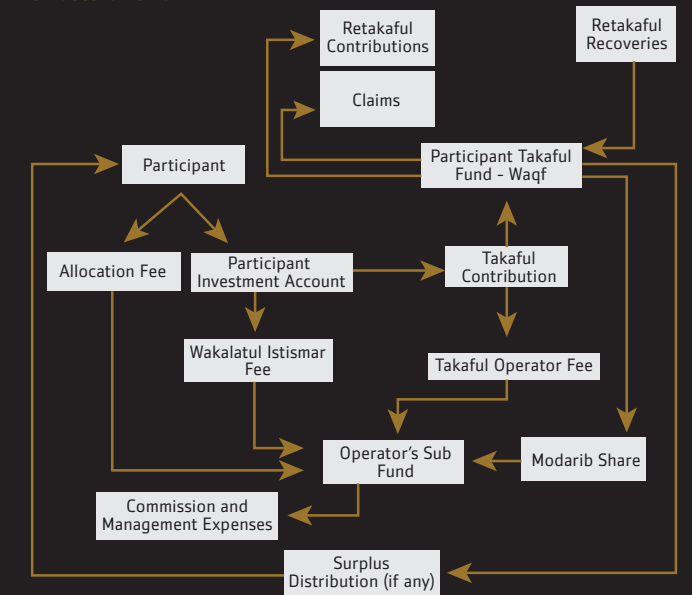 Retakaful
Contributions
Retakaful
Recoveries
Claims
Participant
Participant Takaful
Fund - Waqf
Allocation Fee
Participant
Investment Account
Takaful
Contribution
Wakalatul Istismar
Fee
Takaful Operator Fee
Operator's Sub
Fund
Modarib Share
Commission and
Management Expenses
Surplus
Distribution (if any)